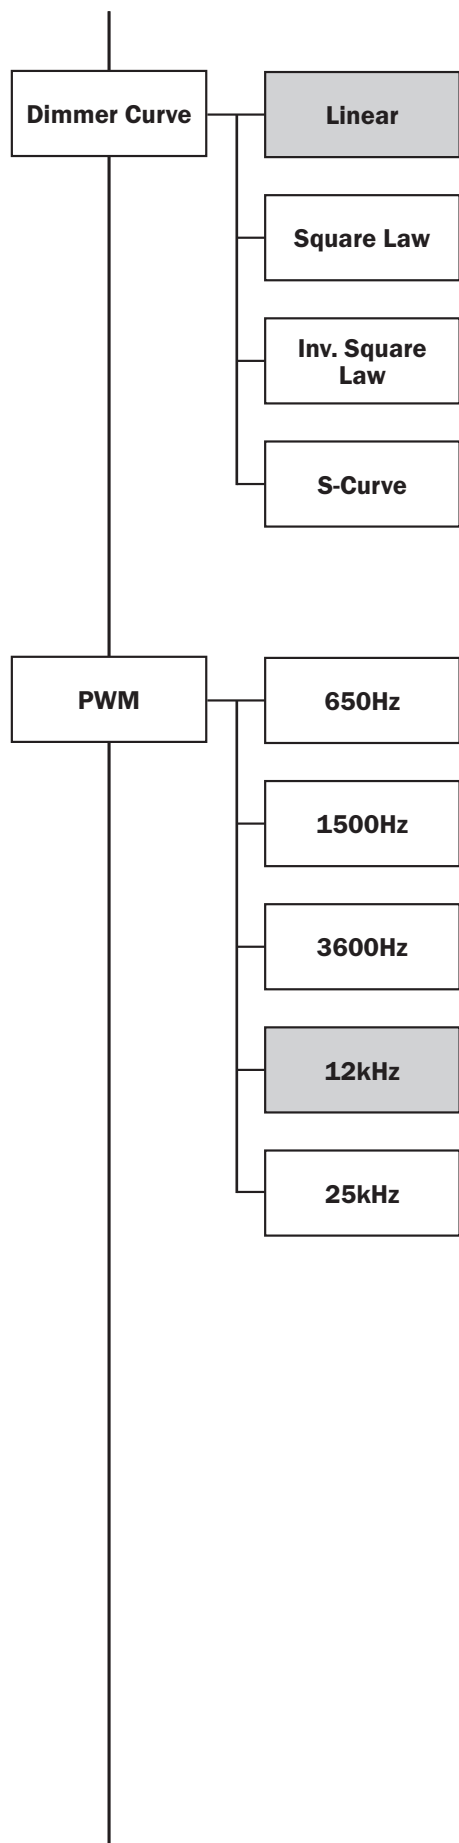 Dimmer Curve
Linear
Square Law
Inv. Square
Law
S-Curve
PWM
650Hz
1500Hz
3600Hz
12kHz
25kHz